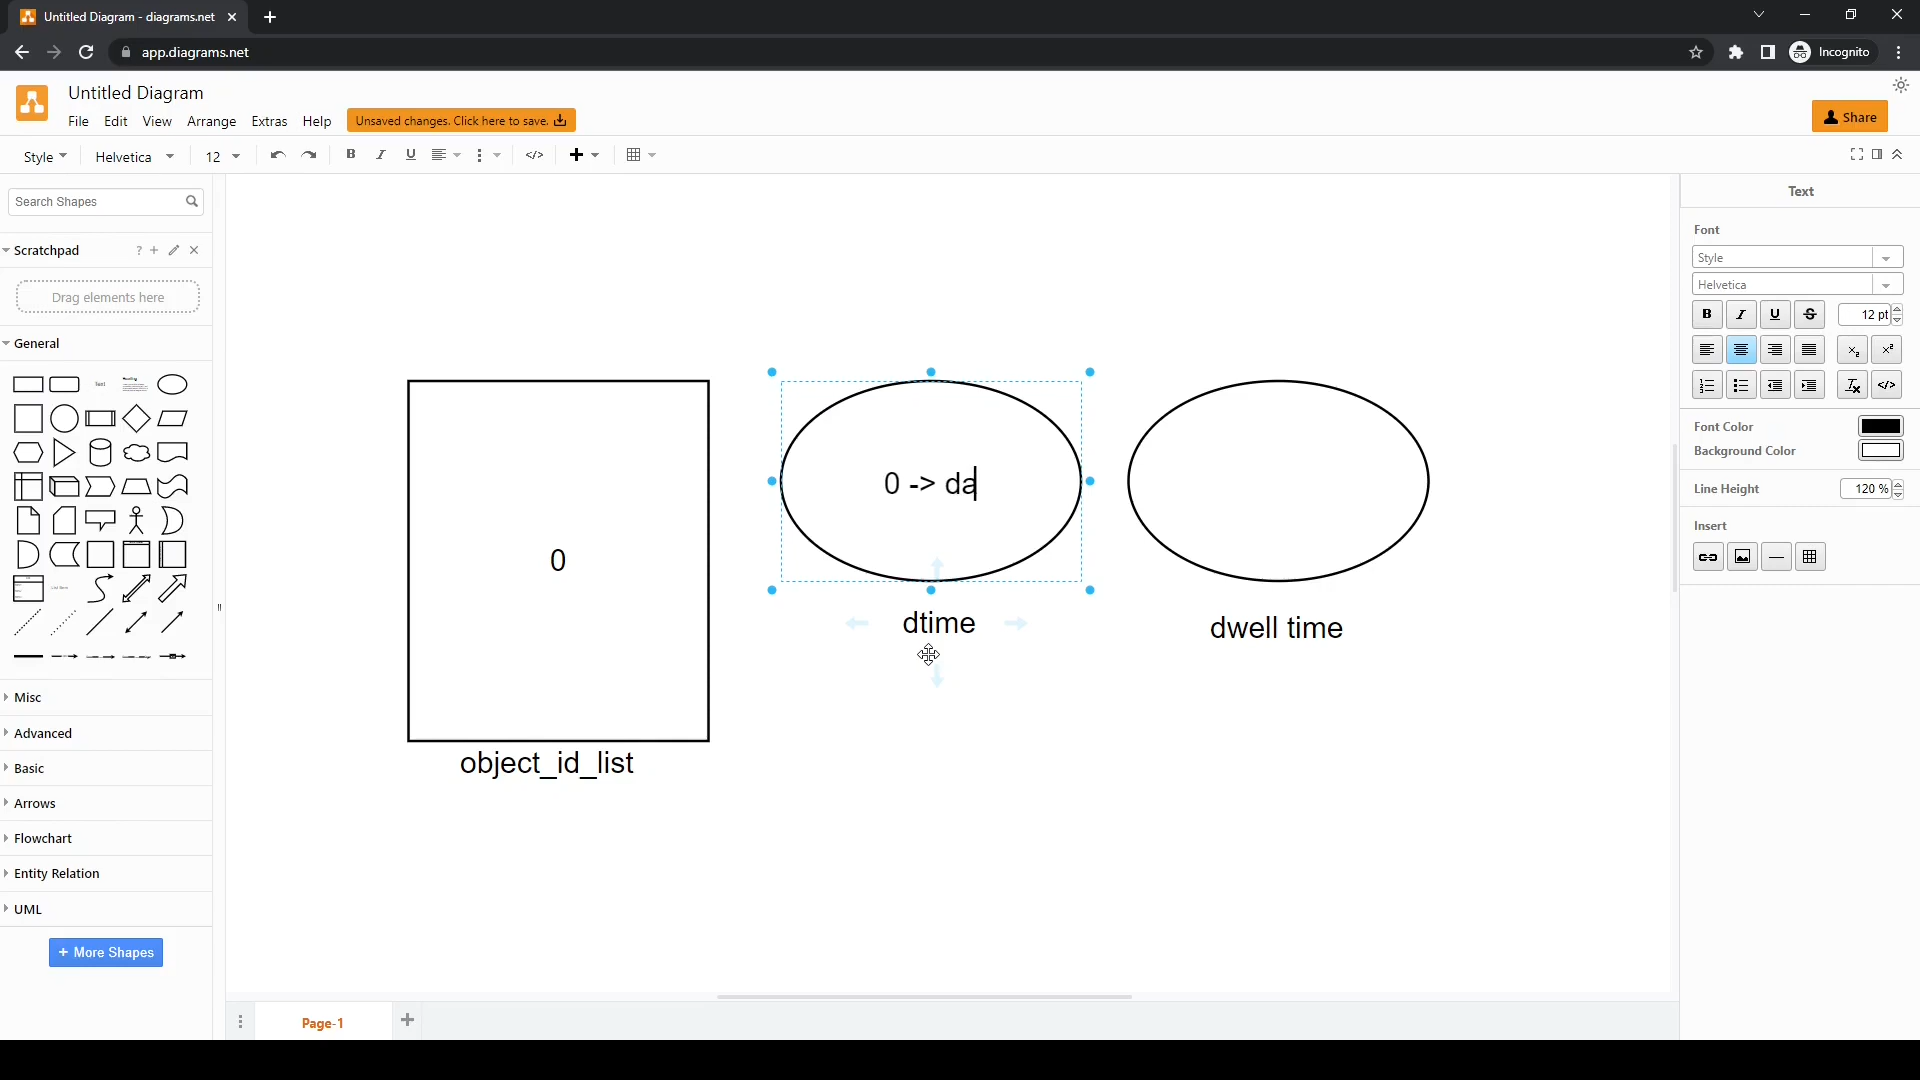 Untitled Diagram - diagrams.net
app.diagrams.net
Incognito
Untitled Diagram
File Edit View Arrange Extras Help
Unsaved changes. Click here to save.
Share
Style Helvetica 12 B I U </>
Search Shapes
Scratchpad ? + 
Drag elements here
General
Text
Misc
Advanced
Basic
Arrows
Flowchart
Entity Relation
UML
+ More Shapes
0
object_id_list
0 -> da
dtime
dwell time
Page-1
Text
Font
Style
Helvetica
B I U S 12 pt
Font Color
Background Color
Line Height 120 %
Insert